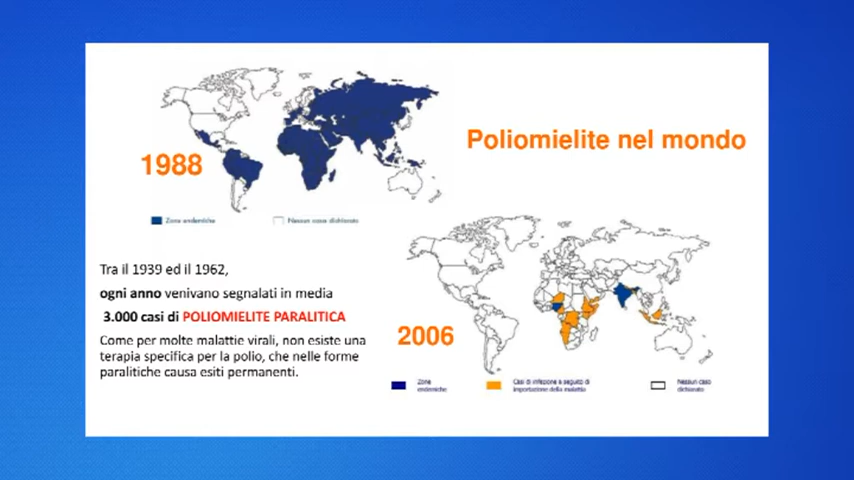 Poliomielite nel mondo
1988
Zone endemiche
Nessun caso dichiarato
Tra il 1939 ed il 1962,
ogni anno venivano segnalati in media
3.000 casi di POLIOMIELITE PARALITICA
Come per molte malattie virali, non esiste una
terapia specifica per la polio, che nelle forme
paralitiche causa esiti permanenti.
2006
Zone
endemiche
Casi di infezione a seguito di
importazione della malattia
Nessun caso
dichiarato